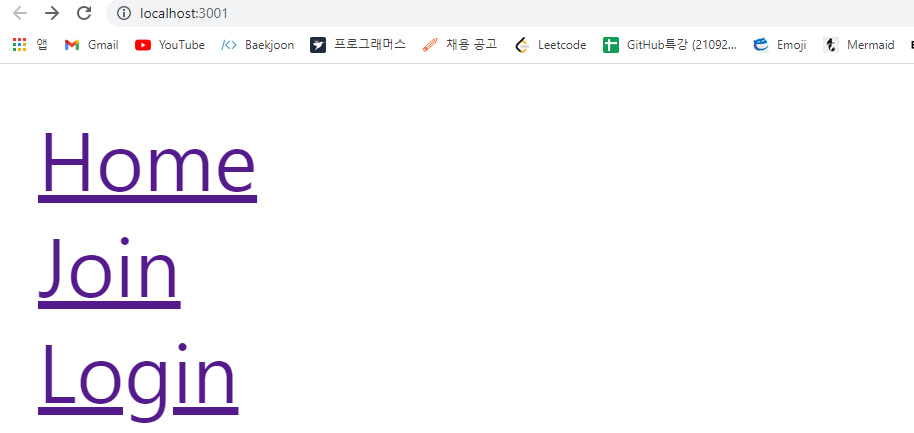 localhost:3001
앱 Gmail YouTube </> Baekjoon 프로그래머스 채용 공고 Leetcode GitHub특강 (21092... Emoji Mermaid
Home
Join
Login